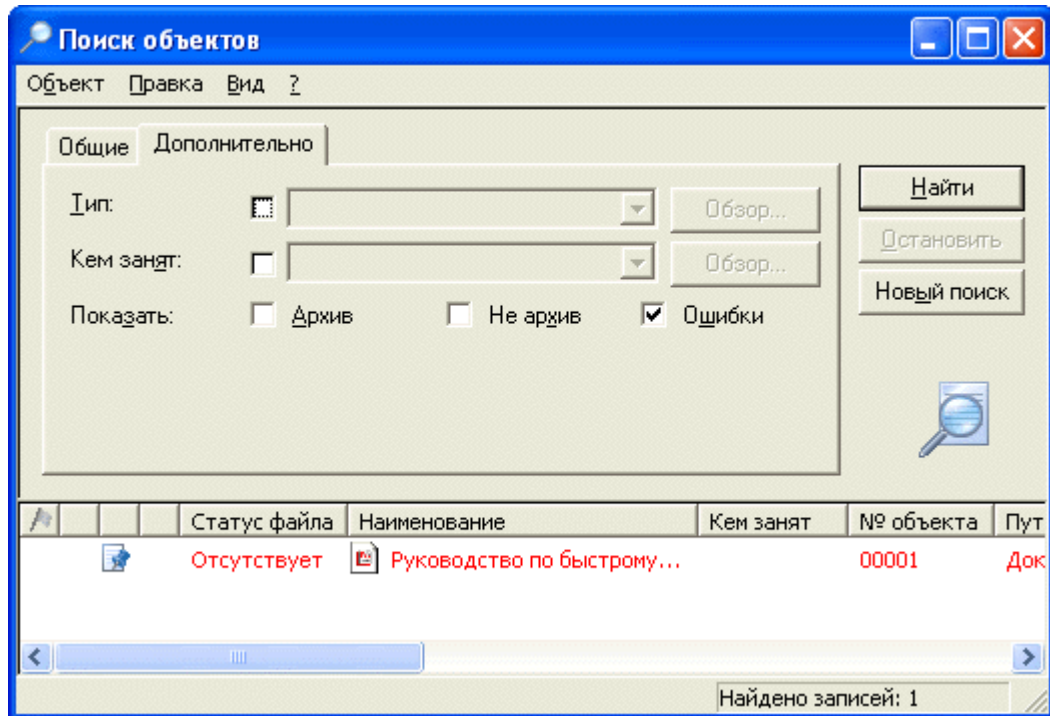 Поиск объектов
Объект Правка Вид ?
Общие Дополнительно
Тип: Обзор...
Кем занят: Обзор...
Показать: Архив Не архив Ошибки
Найти
Остановить
Новый поиск
Статус файла Наименование Кем занят № объекта Пут
Отсутствует Руководство по быстрому... 00001 Док
Найдено записей: 1